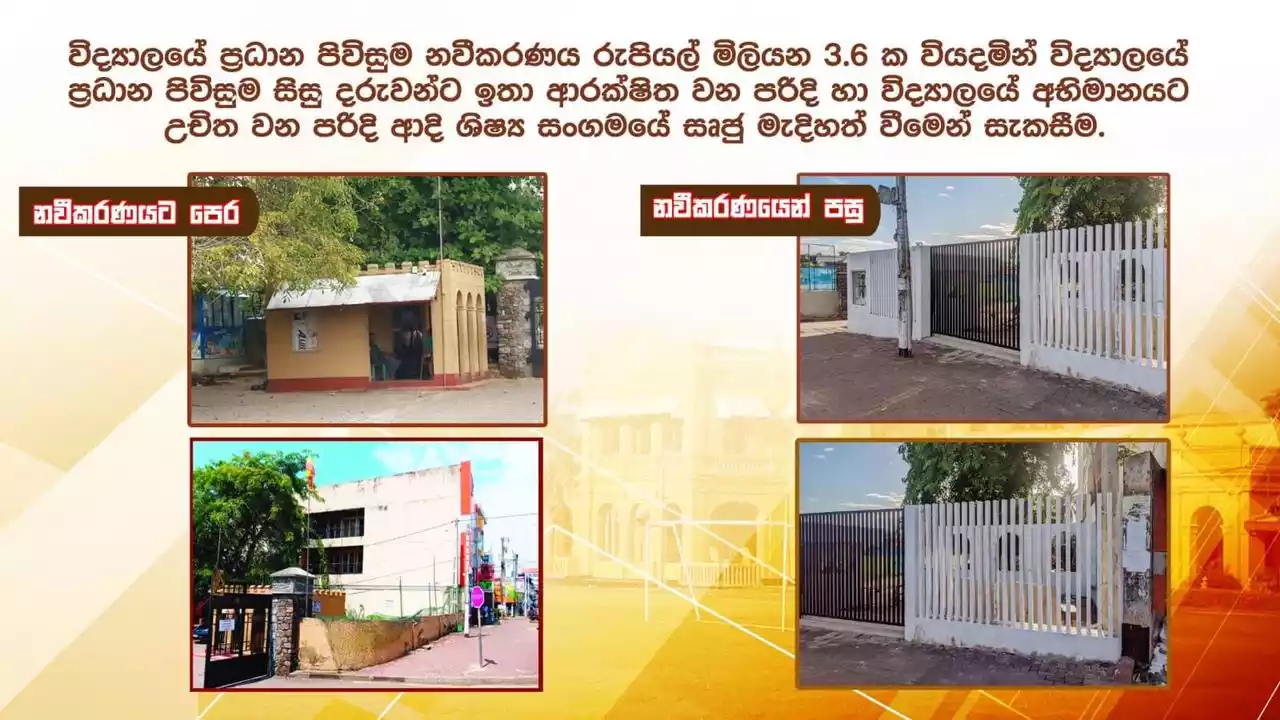 විද්‍යාලයේ ප්‍රධාන පිවිසුම නවීකරණය රුපියල් මිලියන 3.6 ක වියදමින් විද්‍යාලයේ
ප්‍රධාන පිවිසුම සිසු දරුවන්ට ඉතා ආරක්ෂිත වන පරිදි හා විද්‍යාලයේ අභිමානයට
උචිත වන පරිදි ආදි ශිෂ්‍ය සංගමයේ සෘජු මැදිහත් වීමෙන් සැකසීම.
නවීකරණයට පෙර
නවීකරණයෙන් පසු